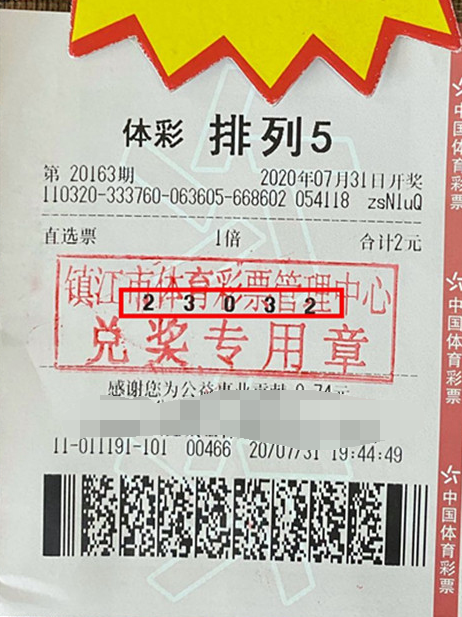 体彩 排列5
第 20163期 2020年07月31日开奖
110320-333760-063605-668602 054118 zsNluQ
直选票 1倍 合计2元
镇江市体育彩票管理中心
2 3 0 3 2
兑奖专用章
感谢您为公益事业贡献 0.74元
11-011191-101 00466 20/07/31 19:44:49
中国体育彩票
中国体育彩票
中国体育彩票